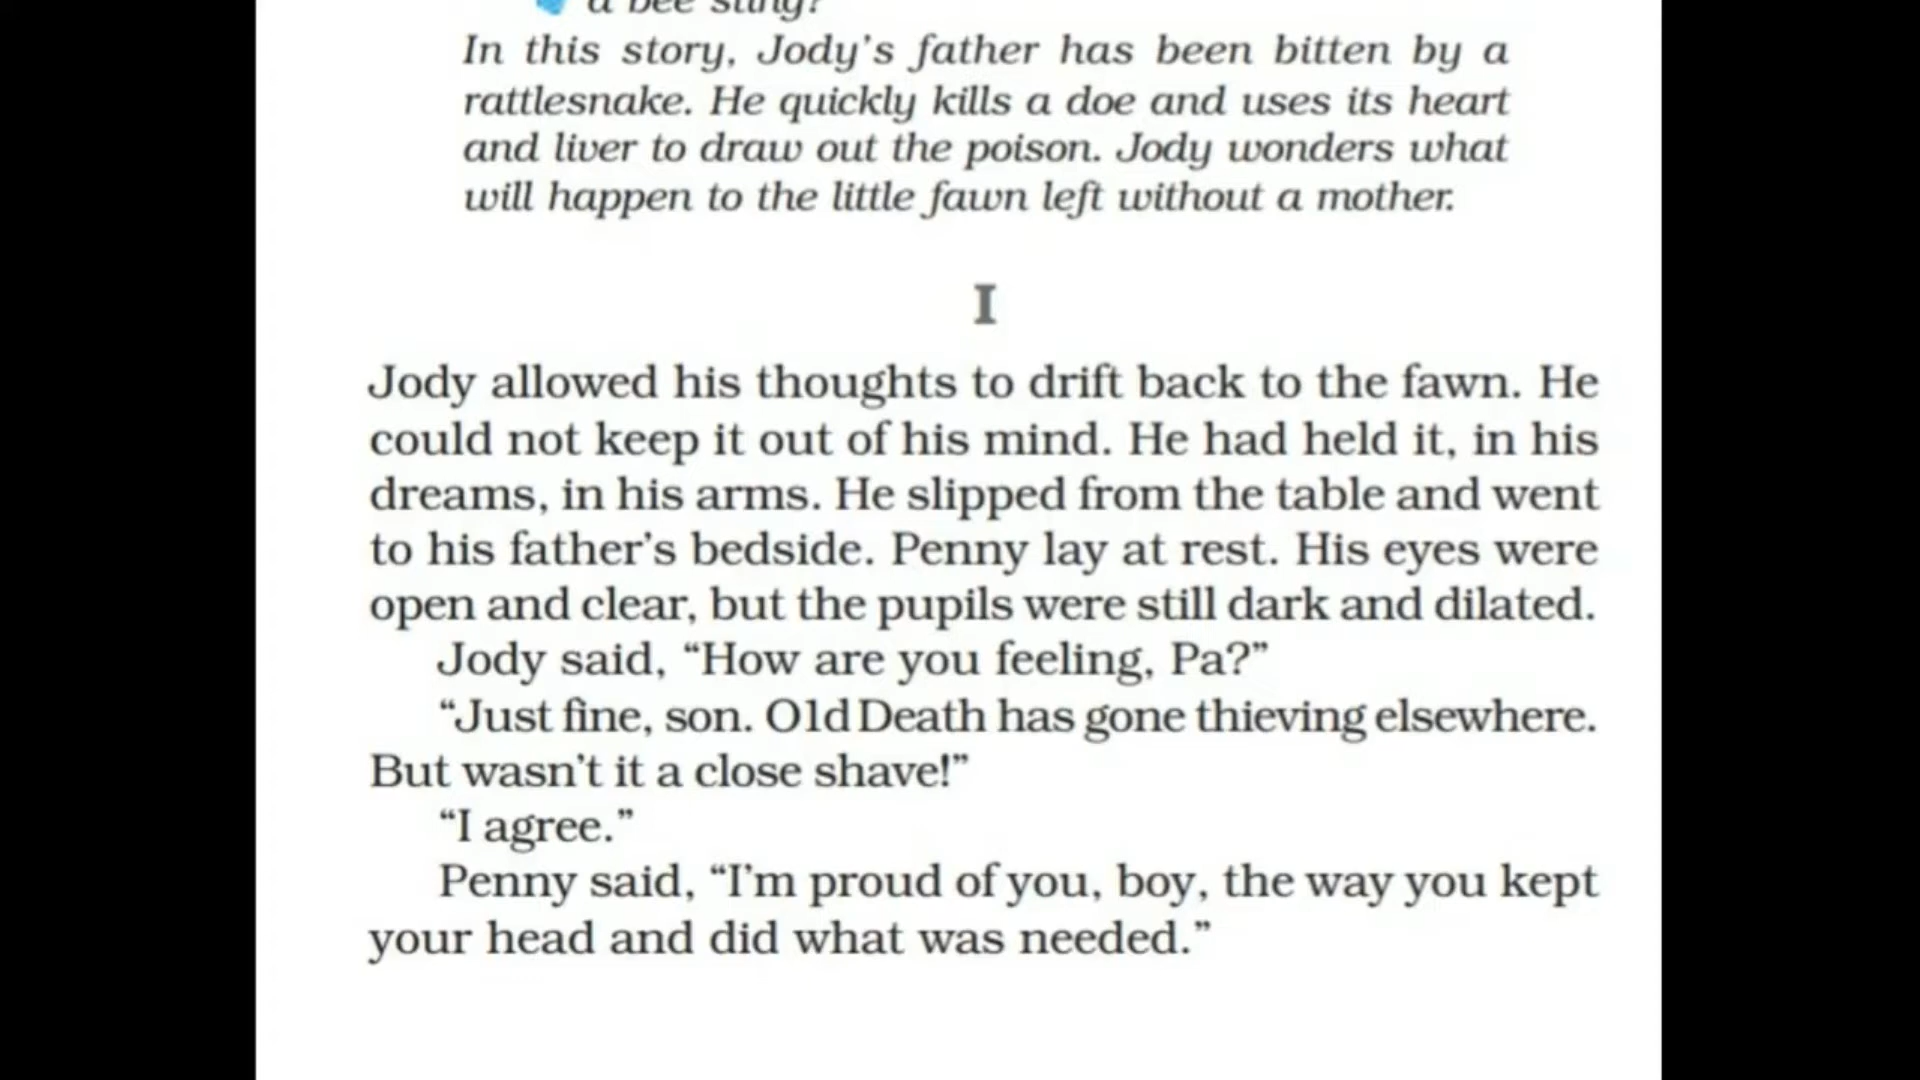 a bee sting?
In this story, Jody's father has been bitten by a
rattlesnake. He quickly kills a doe and uses its heart
and liver to draw out the poison. Jody wonders what
will happen to the little fawn left without a mother.
I
Jody allowed his thoughts to drift back to the fawn. He
could not keep it out of his mind. He had held it, in his
dreams, in his arms. He slipped from the table and went
to his father's bedside. Penny lay at rest. His eyes were
open and clear, but the pupils were still dark and dilated.
Jody said, “How are you feeling, Pa?”
“Just fine, son. Old Death has gone thieving elsewhere.
But wasn't it a close shave!”
“I agree.”
Penny said, “I'm proud of you, boy, the way you kept
your head and did what was needed.”